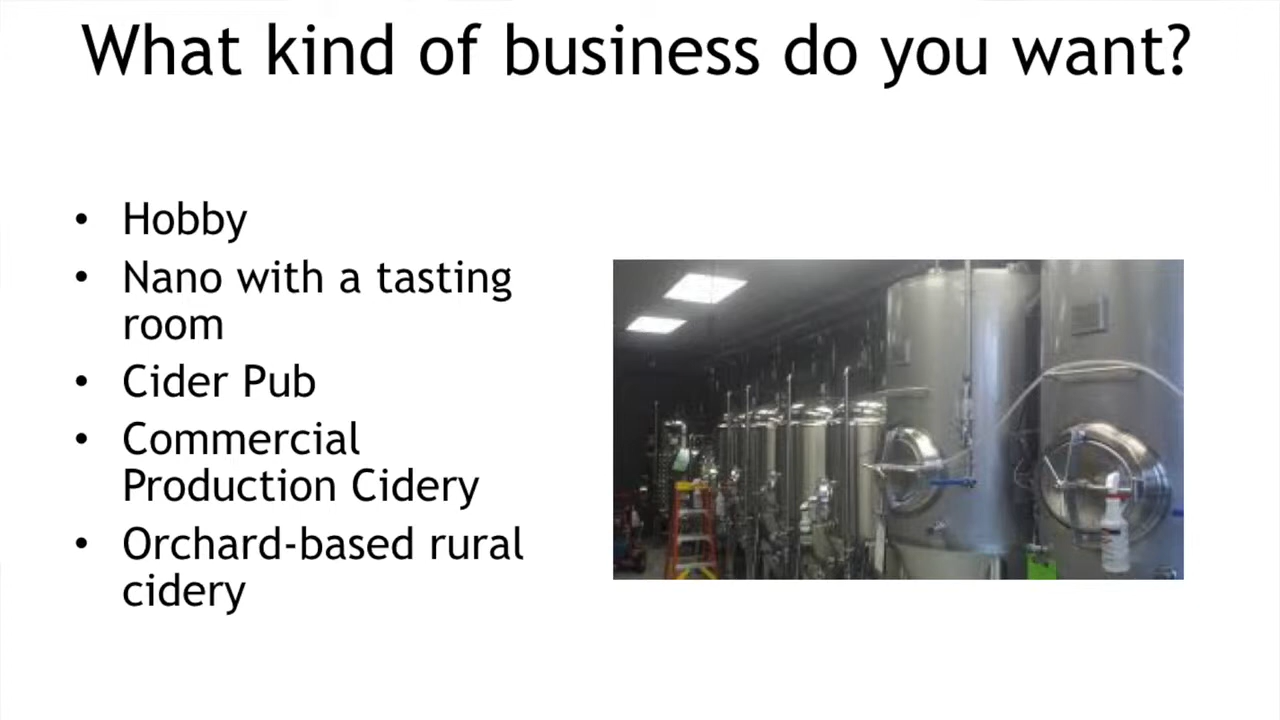 What kind of business do you want?
• Hobby
• Nano with a tasting
room
• Cider Pub
• Commercial
Production Cidery
• Orchard-based rural
cidery